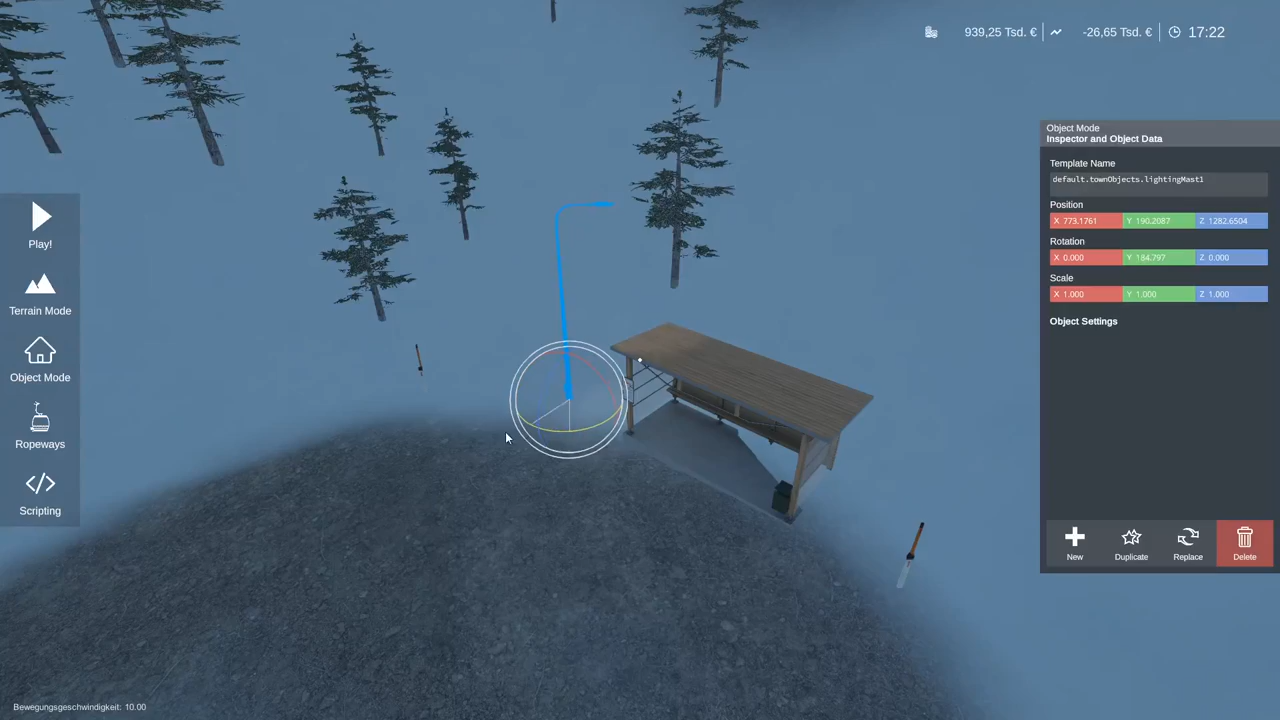 939,25 Tsd. €
-26,65 Tsd. €
17:22
Play!
Terrain Mode
Object Mode
Ropeways
Scripting
Object Mode
Inspector and Object Data
Template Name
default.townObjects.lightingMast1
Position
X 773.1761 Y 190.2087 Z 1282.6504
Rotation
X 0.000 Y 184.797 Z 0.000
Scale
X 1.000 Y 1.000 Z 1.000
Object Settings
New Duplicate Replace Delete
Bewegungsgeschwindigkeit: 10.00